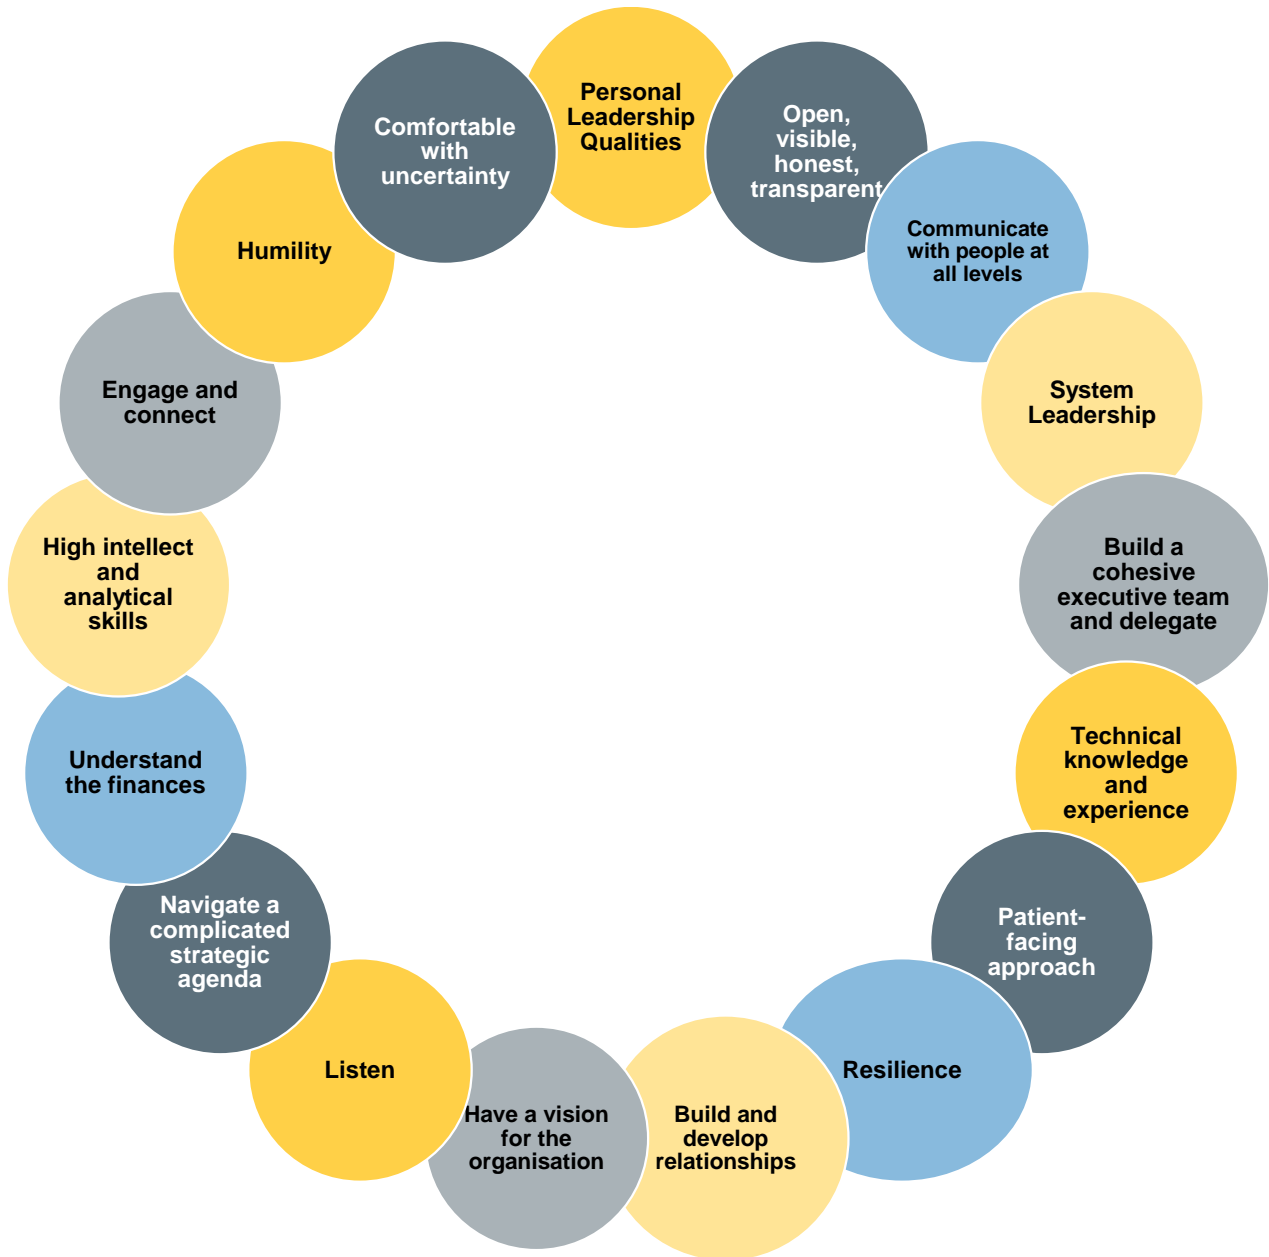 Personal
Leadership
Qualities
Open,
visible,
honest,
transparent
Communicate
with people at
all levels
System
Leadership
Build a
cohesive
executive team
and delegate
Technical
knowledge
and
experience
Patient-
facing
approach
Resilience
Build and
develop
relationships
Have a vision
for the
organisation
Listen
Navigate a
complicated
strategic
agenda
Understand
the finances
High intellect
and
analytical
skills
Engage and
connect
Humility
Comfortable
with
uncertainty